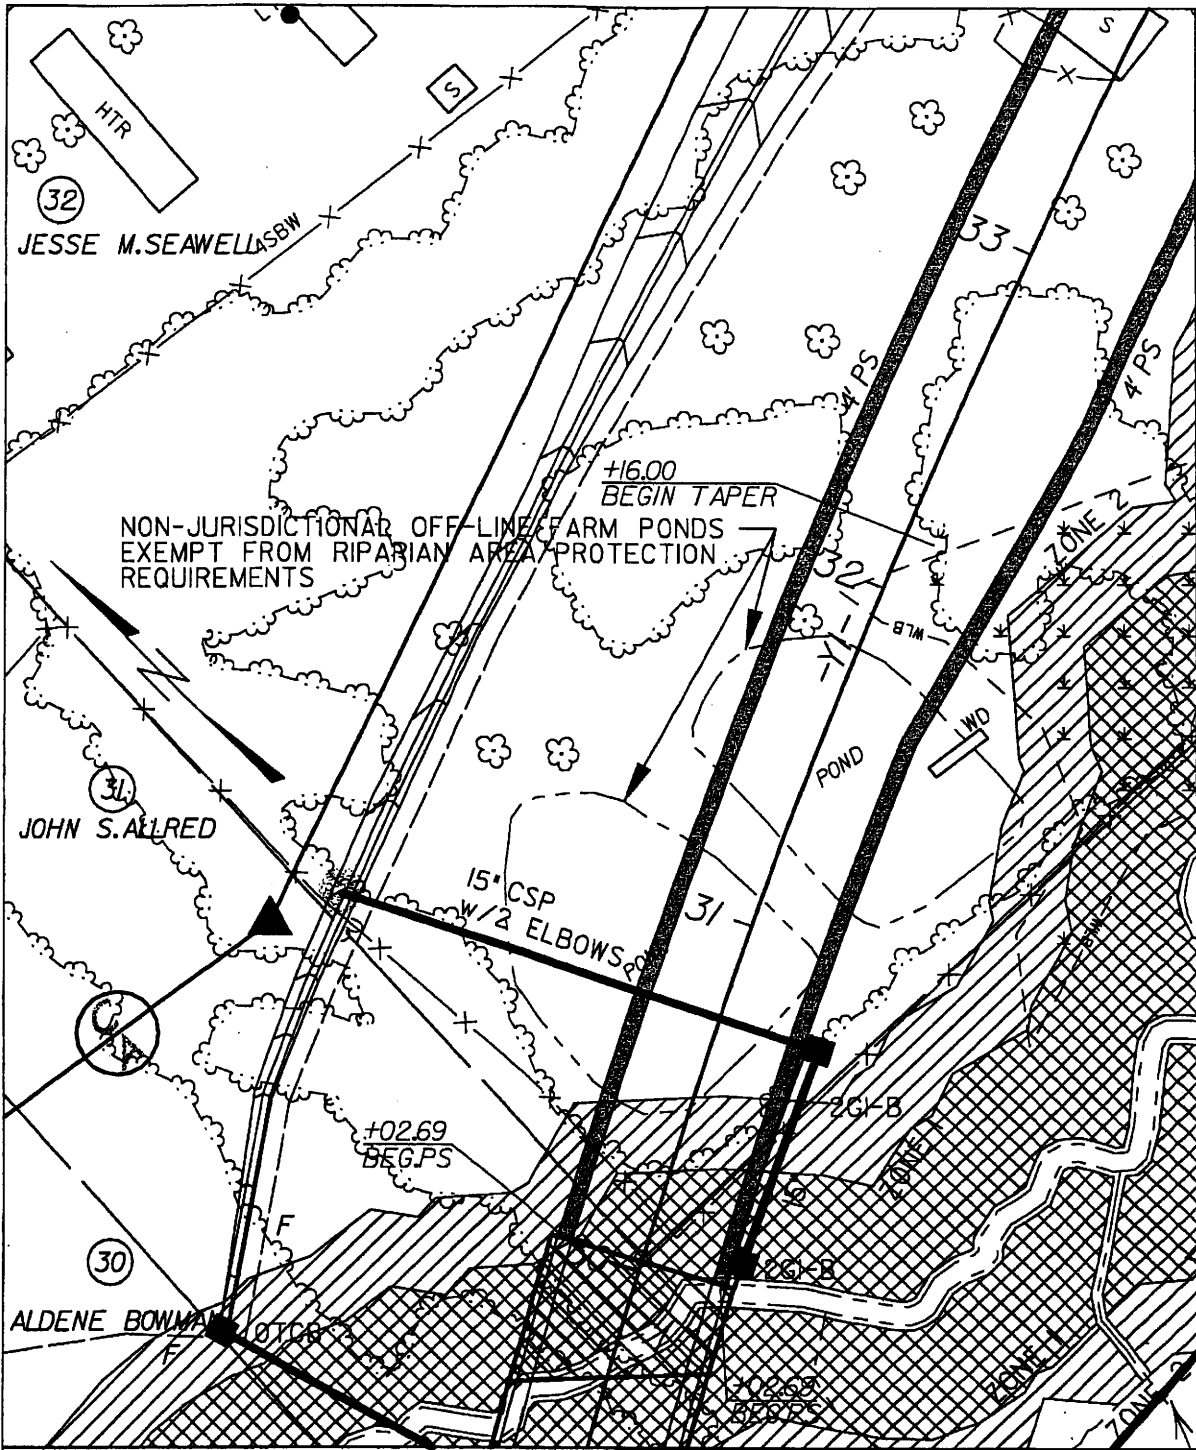 S
HTR
S
32
JESSE M. SEAWELL
ASBW
33
4' PS
4' PS
+16.00
BEGIN TAPER
NON-JURISDICTIONAL OFF-LINE FARM PONDS
EXEMPT FROM RIPARIAN AREA PROTECTION
REQUIREMENTS
ZONE 2
32
WLB
-Y-
N
WD
POND
31
JOHN S. ALLRED
15" CSP
W/2 ELBOWS
31
+02.69
BEG.PS
2GI-B
ZONE 1
15"
F
30
2GI-B
ALDENE BOWMAN
OTCB
F
+02.69
BEG.PS
ZONE 1
ZONE 2